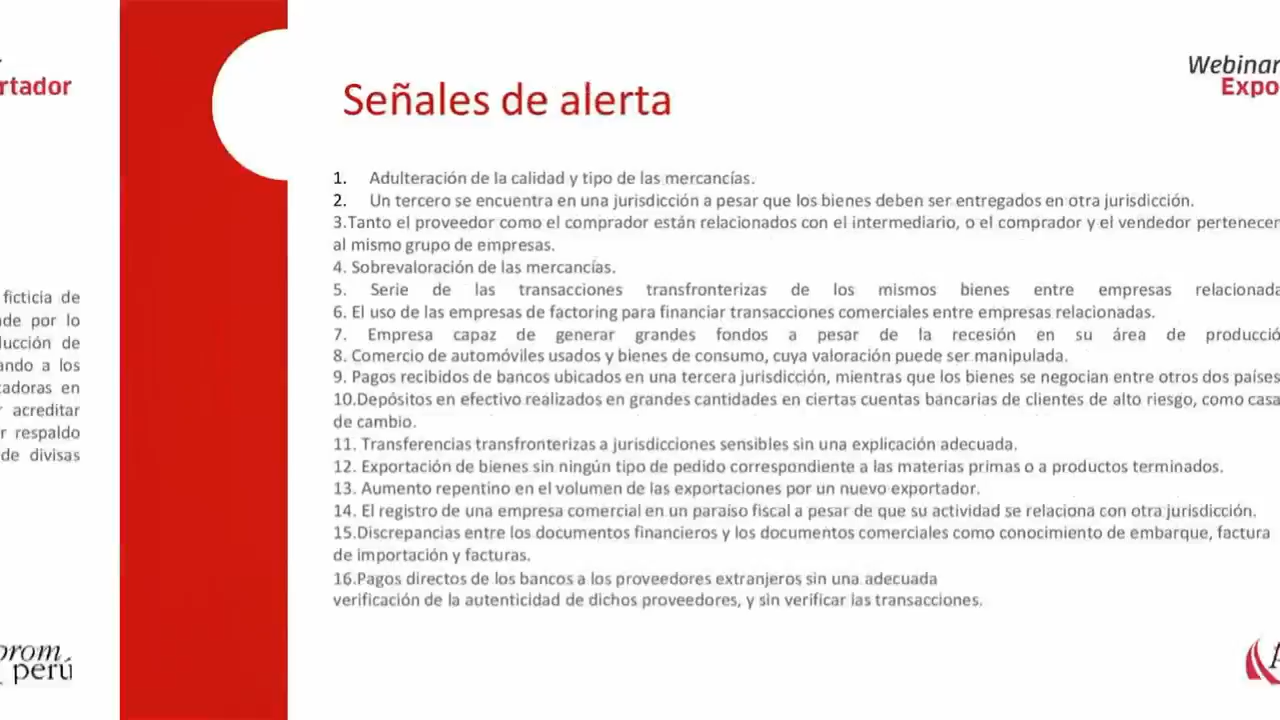 rtador
ficticia de
de por lo
ducción de
ando a los
adoras en
acreditar
r respaldo
de divisas
prom
perú
Señales de alerta
Webinar
Expo
1. Adulteración de la calidad y tipo de las mercancías.
2. Un tercero se encuentra en una jurisdicción a pesar que los bienes deben ser entregados en otra jurisdicción.
3.Tanto el proveedor como el comprador están relacionados con el intermediario, o el comprador y el vendedor pertenecen
al mismo grupo de empresas.
4. Sobrevaloración de las mercancías.
5. Serie de las transacciones transfronterizas de los mismos bienes entre empresas relacionada
6. El uso de las empresas de factoring para financiar transacciones comerciales entre empresas relacionadas.
7. Empresa capaz de generar grandes fondos a pesar de la recesión en su área de producció
8. Comercio de automóviles usados y bienes de consumo, cuya valoración puede ser manipulada.
9. Pagos recibidos de bancos ubicados en una tercera jurisdicción, mientras que los bienes se negocian entre otros dos países
10.Depósitos en efectivo realizados en grandes cantidades en ciertas cuentas bancarias de clientes de alto riesgo, como casa
de cambio.
11. Transferencias transfronterizas a jurisdicciones sensibles sin una explicación adecuada.
12. Exportación de bienes sin ningún tipo de pedido correspondiente a las materias primas o a productos terminados.
13. Aumento repentino en el volumen de las exportaciones por un nuevo exportador.
14. El registro de una empresa comercial en un paraíso fiscal a pesar de que su actividad se relaciona con otra jurisdicción.
15.Discrepancias entre los documentos financieros y los documentos comerciales como conocimiento de embarque, factura
de importación y facturas.
16.Pagos directos de los bancos a los proveedores extranjeros sin una adecuada
verificación de la autenticidad de dichos proveedores, y sin verificar las transacciones.